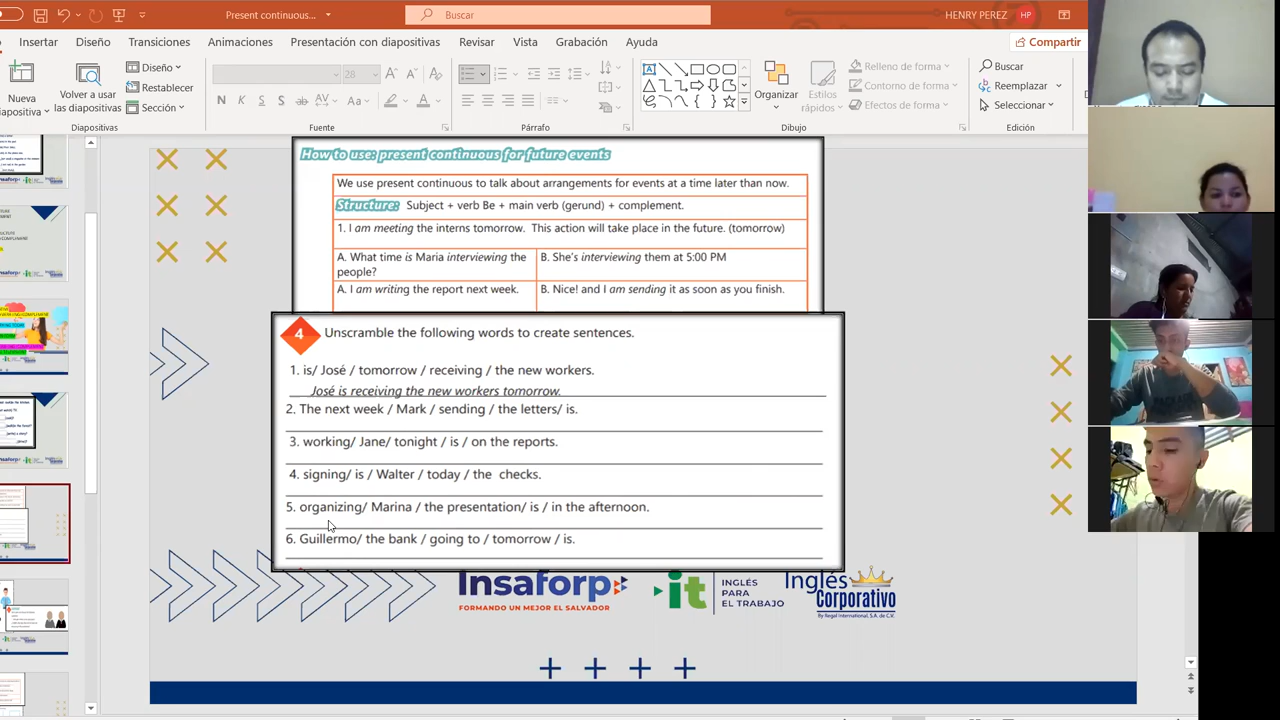 Present continuous...
Buscar
HENRY PEREZ
HP
Insertar
Diseño
Transiciones
Animaciones
Presentación con diapositivas
Revisar
Vista
Grabación
Ayuda
Compartir
Nueva
diapositiva
Volver a usar
las diapositivas
Diseño
Restablecer
Sección
28
N
K
S
S
ab
AV
Aa
Organizar
Estilos
rápidos
Relleno de forma
Contorno de forma
Efectos de forma
Buscar
Reemplazar
Seleccionar
Diapositivas
Fuente
Párrafo
Dibujo
Edición
How to use: present continuous for future events
We use present continuous to talk about arrangements for events at a time later than now.
Structure: Subject + verb Be + main verb (gerund) + complement.
1. I am meeting the interns tomorrow. This action will take place in the future. (tomorrow)
A. What time is Maria interviewing the people?
B. She's interviewing them at 5:00 PM
A. I am writing the report next week.
B. Nice! and I am sending it as soon as you finish.
4 Unscramble the following words to create sentences.
1. is/ José / tomorrow / receiving / the new workers.
José is receiving the new workers tomorrow.
2. The next week / Mark / sending / the letters/ is.
3. working/ Jane/ tonight / is / on the reports.
4. signing/ is / Walter / today / the checks.
5. organizing/ Marina / the presentation/ is / in the afternoon.
6. Guillermo/ the bank / going to / tomorrow / is.
Insaforp
FORMANDO UN MEJOR EL SALVADOR
it
INGLÉS
PARA
EL TRABAJO
Inglés
Corporativo
By Regal International, S.A. de C.V.